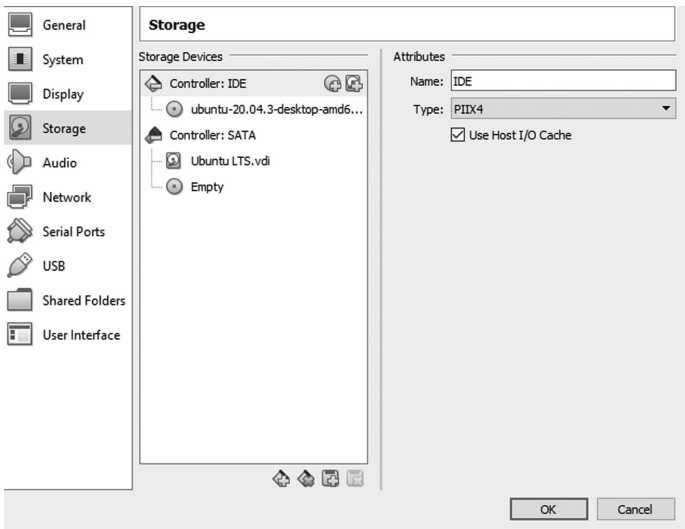 General
System
Display
Storage
Audio
Network
Serial Ports
USB
Shared Folders
User Interface
Storage
Storage Devices
Controller: IDE
ubuntu-20.04.3-desktop-amd6...
Controller: SATA
Ubuntu LTS.vdi
Empty
Attributes
Name: IDE
Type: PIIX4
Use Host I/O Cache
OK Cancel